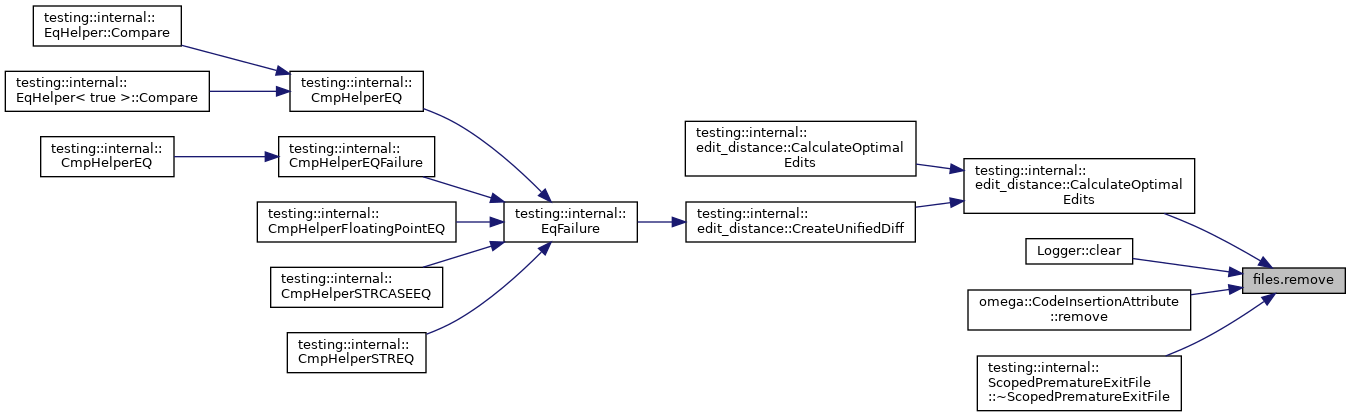 testing::internal::
EqHelper::Compare
testing::internal::
EqHelper< true >::Compare
testing::internal::
CmpHelperEQ
testing::internal::
CmpHelperEQ
testing::internal::
CmpHelperEQFailure
testing::internal::
CmpHelperFloatingPointEQ
testing::internal::
CmpHelperSTRCASEEQ
testing::internal::
CmpHelperSTREQ
testing::internal::
EqFailure
testing::internal::
edit_distance::CalculateOptimal
Edits
testing::internal::
edit_distance::CreateUnifiedDiff
testing::internal::
edit_distance::CalculateOptimal
Edits
Logger::clear
omega::CodeInsertionAttribute
::remove
testing::internal::
ScopedPrematureExitFile
::~ScopedPrematureExitFile
files.remove